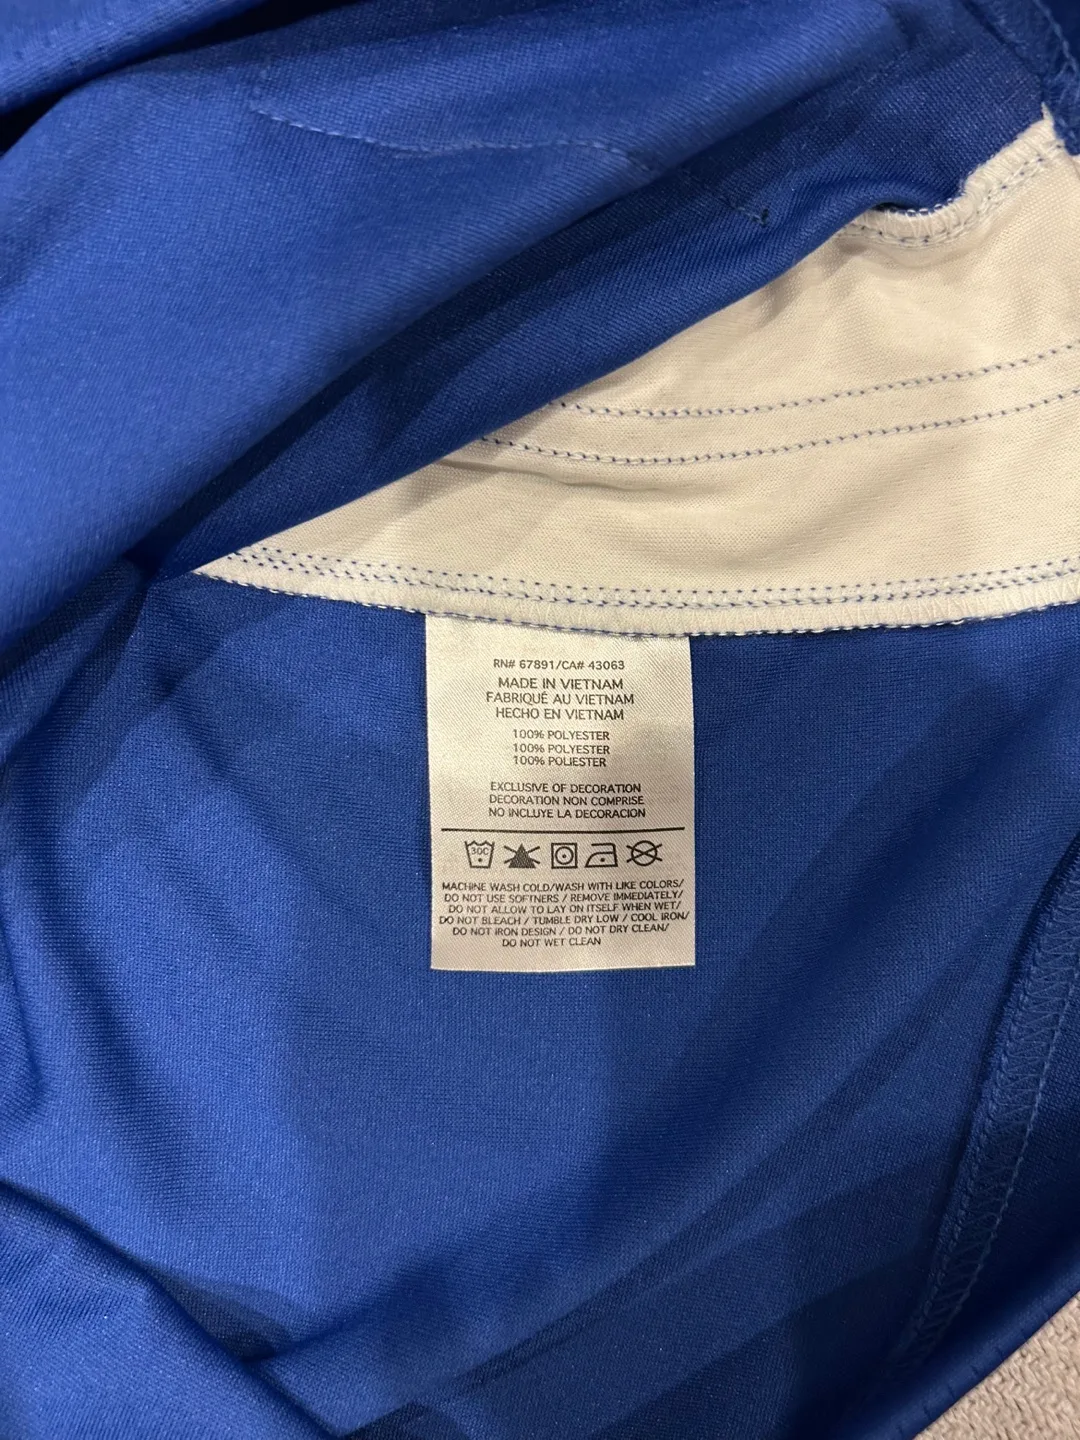 RN# 67891/CA# 43063
MADE IN VIETNAM
FABRIQUÉ AU VIETNAM
HECHO EN VIETNAM
100% POLYESTER
100% POLYESTER
100% POLIESTER
EXCLUSIVE OF DECORATION
DECORATION NON COMPRISE
NO INCLUYE LA DECORACION
30C
MACHINE WASH COLD/WASH WITH LIKE COLORS/
DO NOT USE SOFTNERS / REMOVE IMMEDIATELY/
DO NOT ALLOW TO LAY ON ITSELF WHEN WET/
DO NOT BLEACH / TUMBLE DRY LOW / COOL IRON/
DO NOT IRON DESIGN / DO NOT DRY CLEAN/
DO NOT WET CLEAN